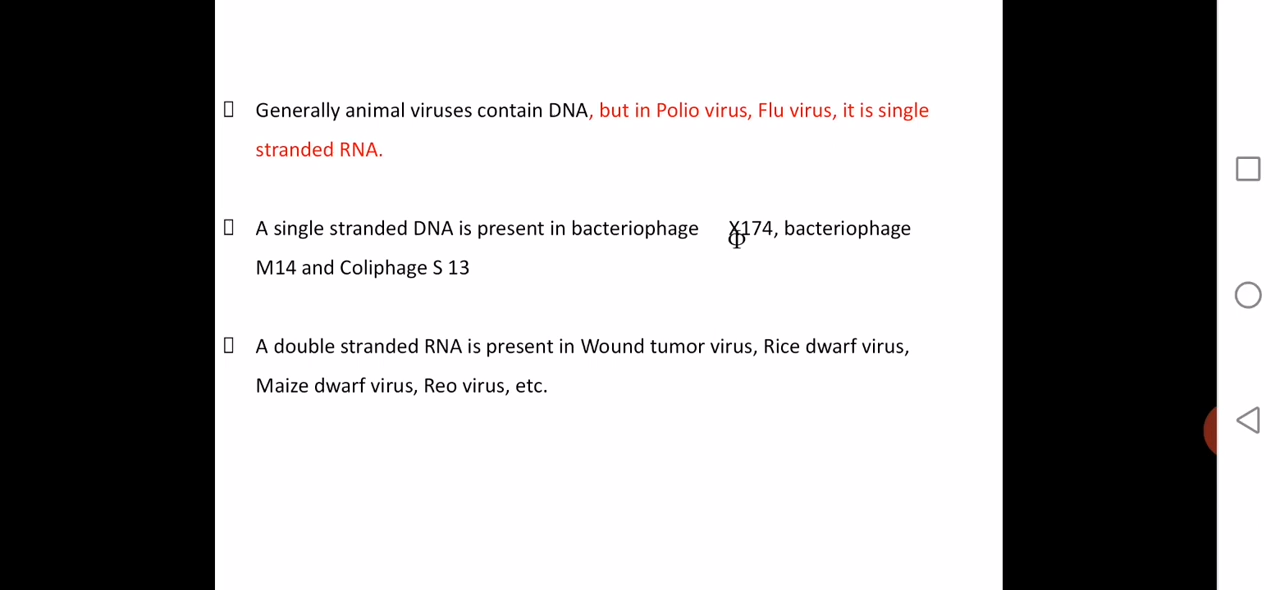 Generally animal viruses contain DNA, but in Polio virus, Flu virus, it is single
stranded RNA.
A single stranded DNA is present in bacteriophage ΦX174, bacteriophage
M14 and Coliphage S 13
A double stranded RNA is present in Wound tumor virus, Rice dwarf virus,
Maize dwarf virus, Reo virus, etc.